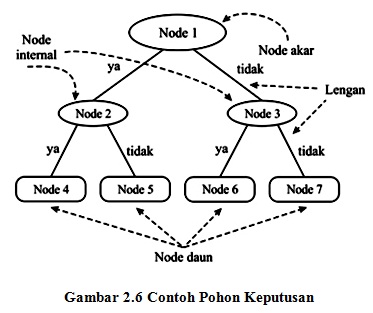 Node 1
Node
internal
Node akar
ya
tidak
Lengan
Node 2
Node 3
ya
tidak
ya
tidak
Node 4
Node 5
Node 6
Node 7
Node daun
Gambar 2.6 Contoh Pohon Keputusan